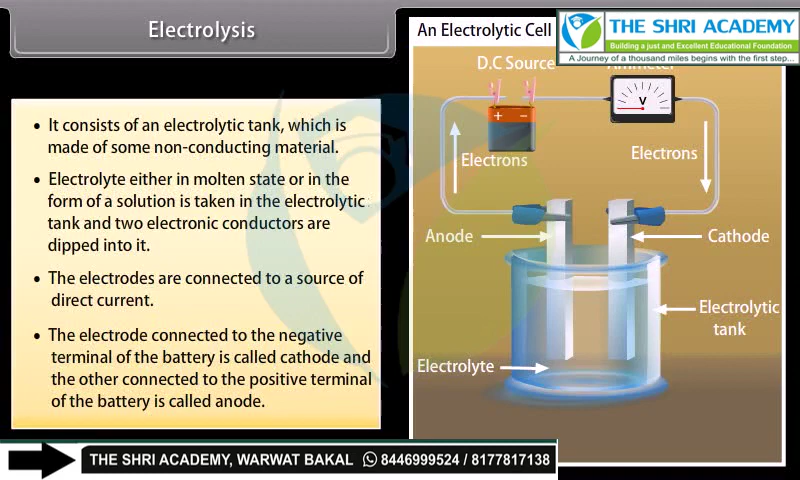 Electrolysis
• It consists of an electrolytic tank, which is
made of some non-conducting material.
• Electrolyte either in molten state or in the
form of a solution is taken in the electrolytic
tank and two electronic conductors are
dipped into it.
• The electrodes are connected to a source of
direct current.
• The electrode connected to the negative
terminal of the battery is called cathode and
the other connected to the positive terminal
of the battery is called anode.
An Electrolytic Cell
THE SHRI ACADEMY
Building a just and Excellent Educational Foundation
A Journey of a thousand miles begins with the first step...
D.C Source
Ammeter
+ −
V
Electrons
Electrons
Anode
Cathode
Electrolytic
tank
Electrolyte
THE SHRI ACADEMY, WARWAT BAKAL 8446999524 / 8177817138